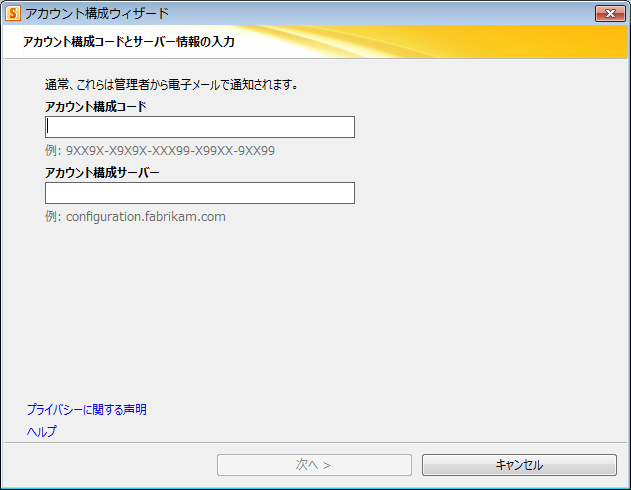 アカウント構成ウィザード
アカウント構成コードとサーバー情報の入力
通常、これらは管理者から電子メールで通知されます。
アカウント構成コード
例: 9XX9X-X9X9X-XXX99-X99XX-9XX99
アカウント構成サーバー
例: configuration.fabrikam.com
プライバシーに関する声明
ヘルプ
次へ >
キャンセル